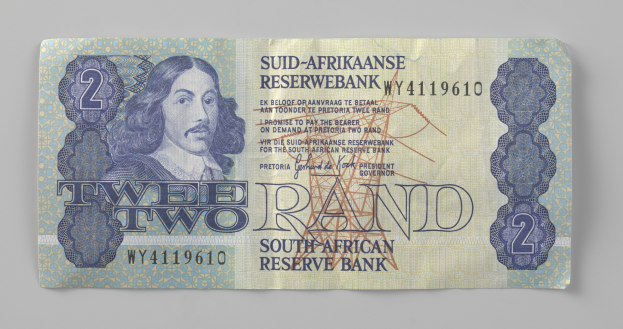 2
SUID-AFRIKAANSE
RESERWEBANK
WY4119610
EK BELOOF OP AANVRAAG TE BETAAL
AAN TOONDER TE PRETORIA TWEE RAND
I PROMISE TO PAY THE BEARER
ON DEMAND AT PRETORIA TWO RAND
VIR DIE SUID-AFRIKAANSE RESERWEBANK
FOR THE SOUTH AFRICAN RESERVE BANK
PRETORIA PRESIDENT
GOVERNOR
TWEE
TWO
RAND
2
WY4119610
SOUTH AFRICAN
RESERVE BANK